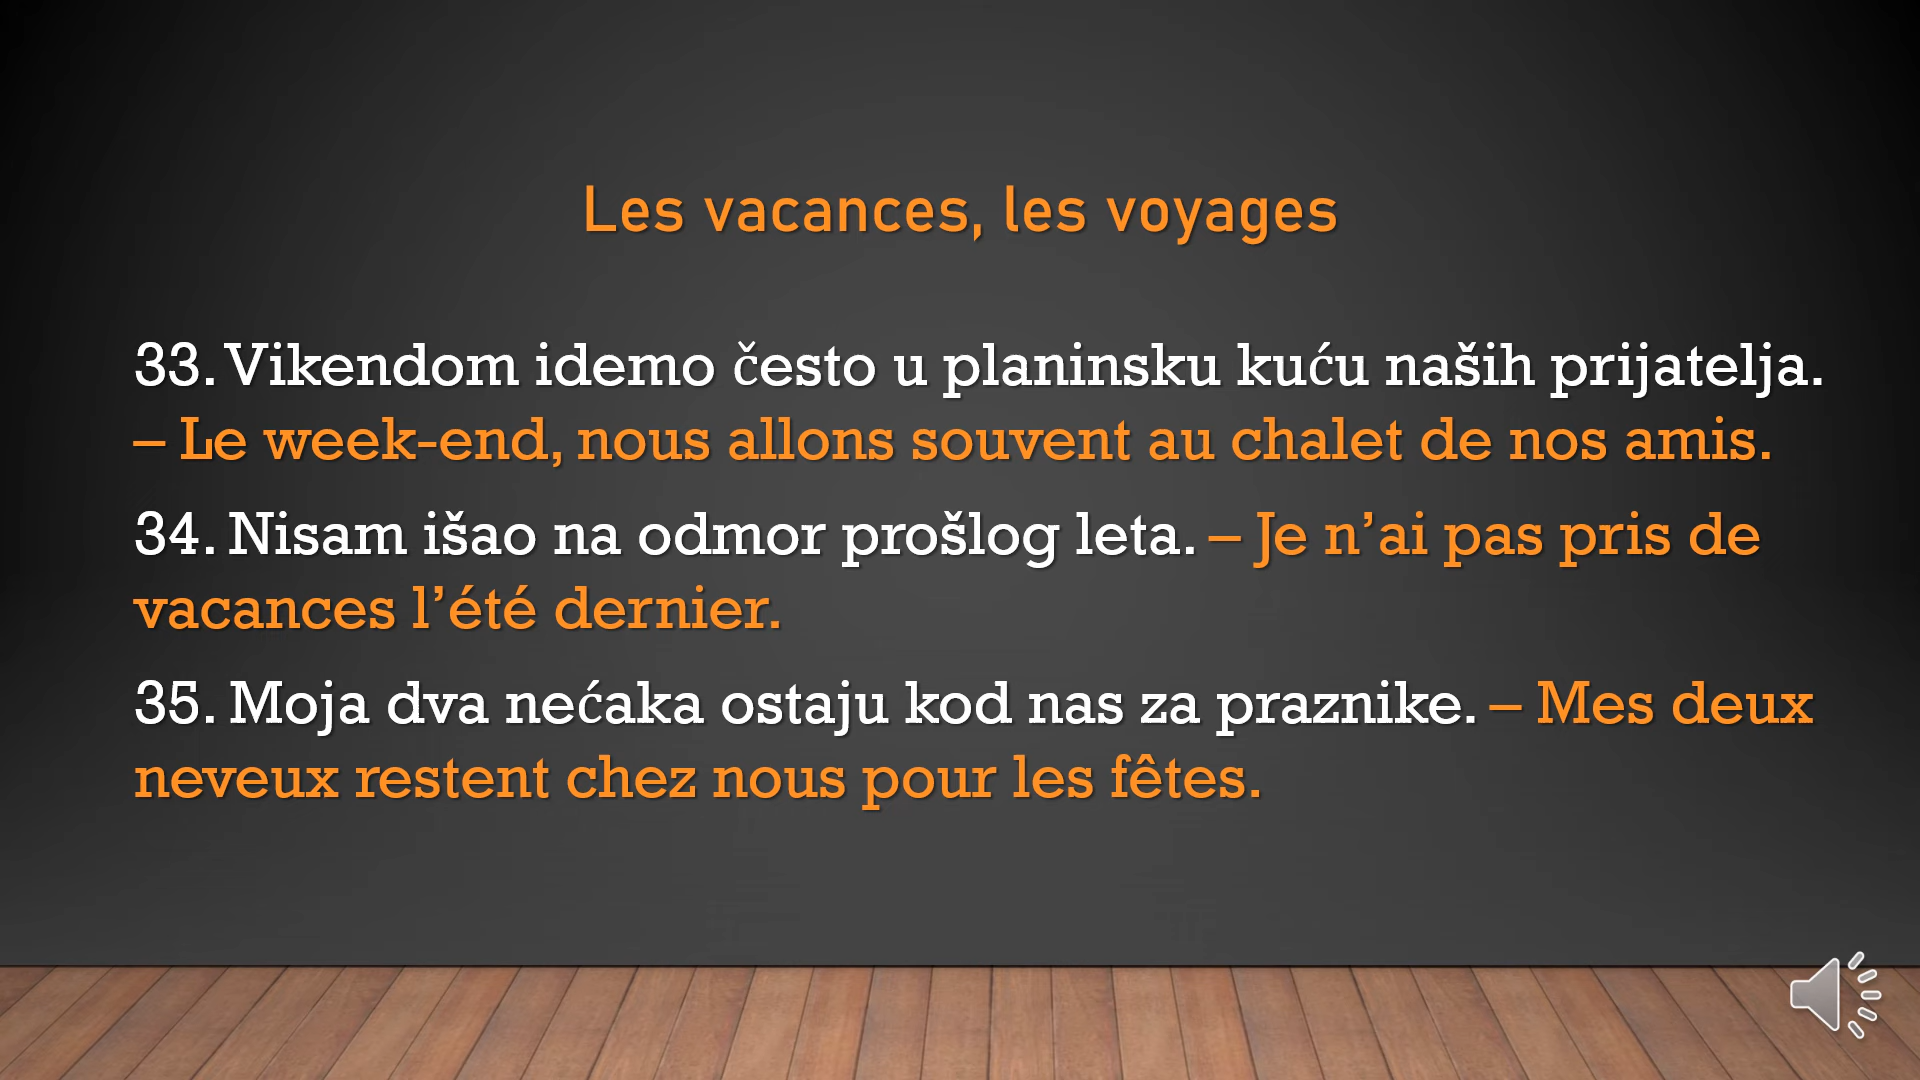 Les vacances, les voyages
33. Vikendom idemo često u planinsku kuću naših prijatelja.
– Le week-end, nous allons souvent au chalet de nos amis.
34. Nisam išao na odmor prošlog leta. – Je n’ai pas pris de
vacances l’été dernier.
35. Moja dva nećaka ostaju kod nas za praznike. – Mes deux
neveux restent chez nous pour les fêtes.